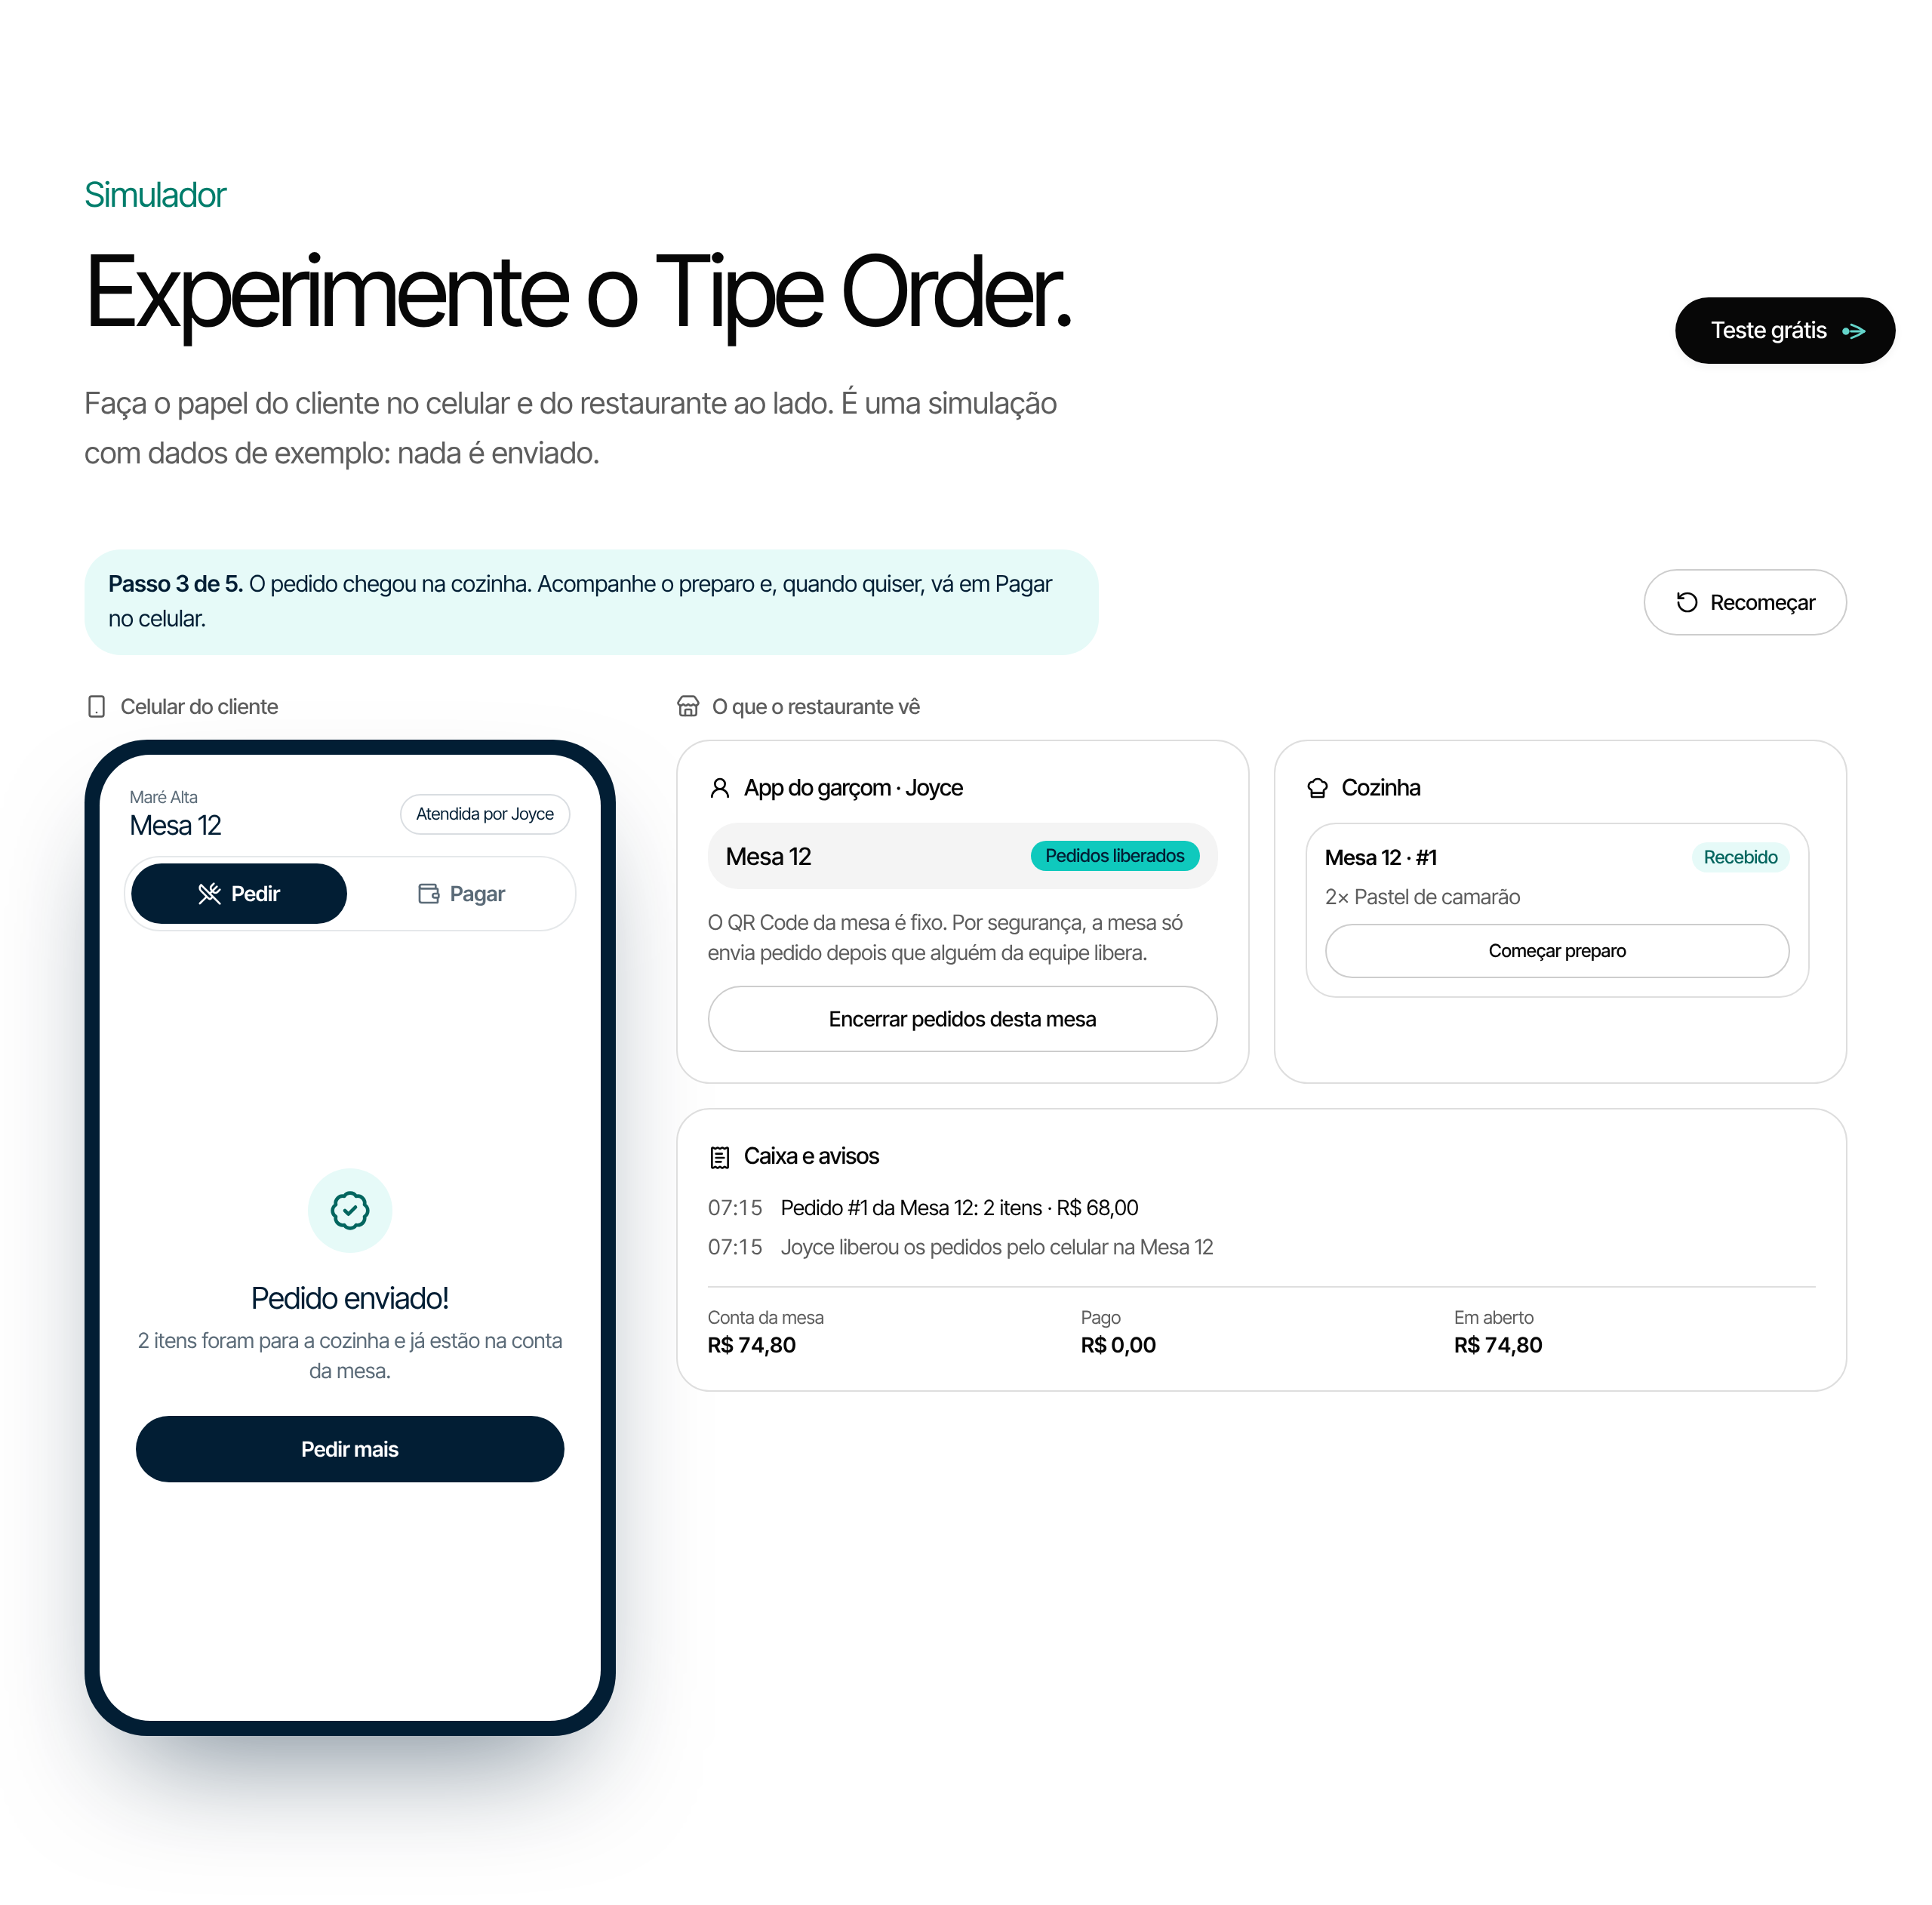 Simulador
Experimente o Tipe Order.
Teste grátis
Faça o papel do cliente no celular e do restaurante ao lado. É uma simulação
com dados de exemplo: nada é enviado.
Passo 3 de 5. O pedido chegou na cozinha. Acompanhe o preparo e, quando quiser, vá em Pagar
no celular.
Recomeçar
Celular do cliente
Maré Alta
Mesa 12
Atendida por Joyce
Pedir
Pagar
Pedido enviado!
2 itens foram para a cozinha e já estão na conta
da mesa.
Pedir mais
O que o restaurante vê
App do garçom · Joyce
Mesa 12
Pedidos liberados
O QR Code da mesa é fixo. Por segurança, a mesa só
envia pedido depois que alguém da equipe libera.
Encerrar pedidos desta mesa
Cozinha
Mesa 12 · #1
Recebido
2× Pastel de camarão
Começar preparo
Caixa e avisos
07:15 Pedido #1 da Mesa 12: 2 itens · R$ 68,00
07:15 Joyce liberou os pedidos pelo celular na Mesa 12
Conta da mesa
R$ 74,80
Pago
R$ 0,00
Em aberto
R$ 74,80